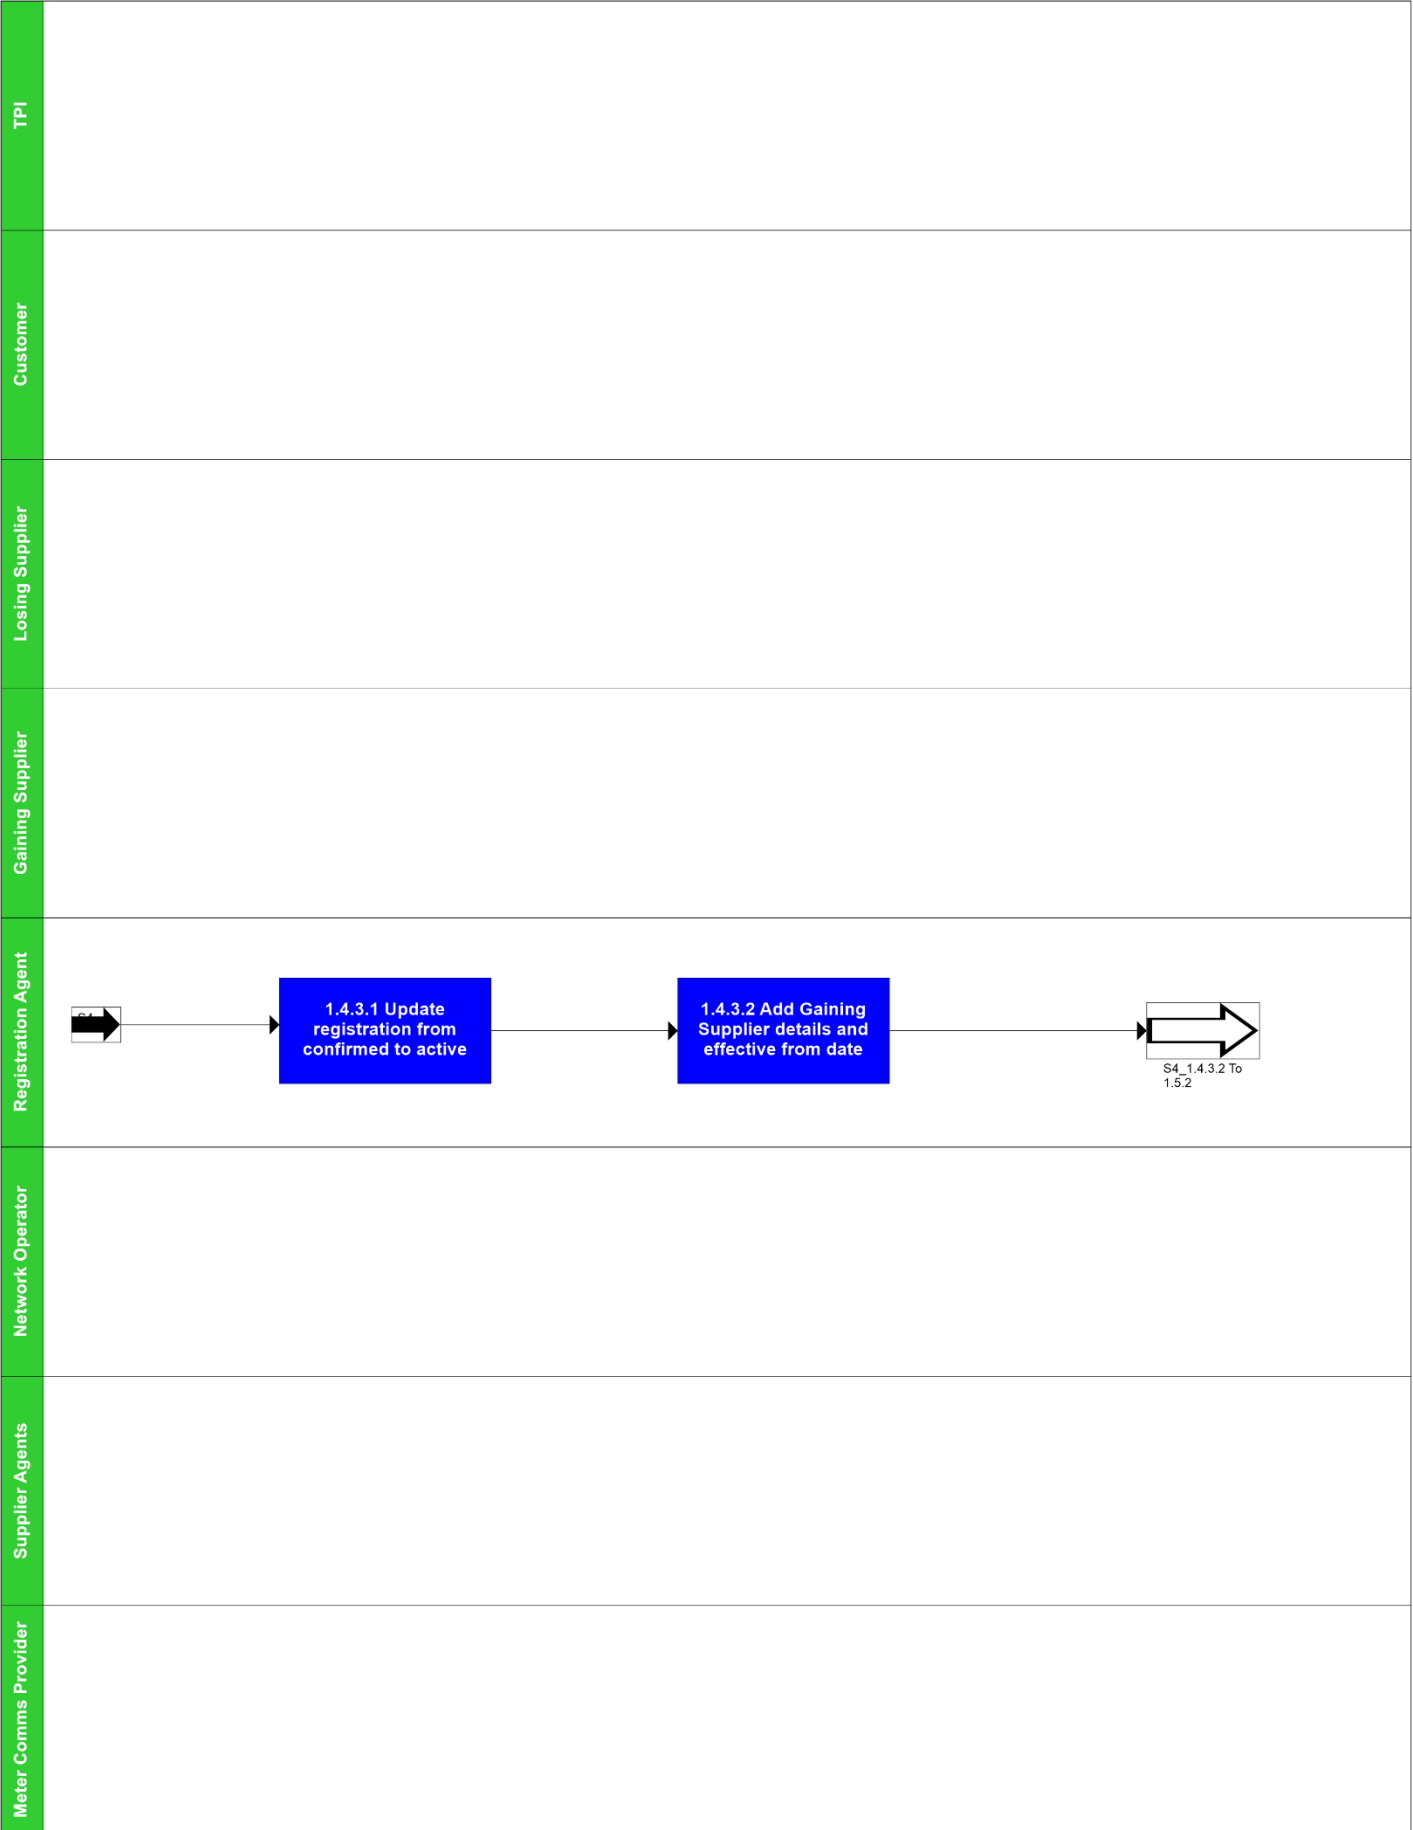 TPI
Customer
Losing Supplier
Gaining Supplier
Registration Agent
1.4.3.1 Update
registration from
confirmed to active
1.4.3.2 Add Gaining
Supplier details and
effective from date
S4_1.4.3.2 To
1.5.2
Network Operator
Supplier Agents
Meter Comms Provider